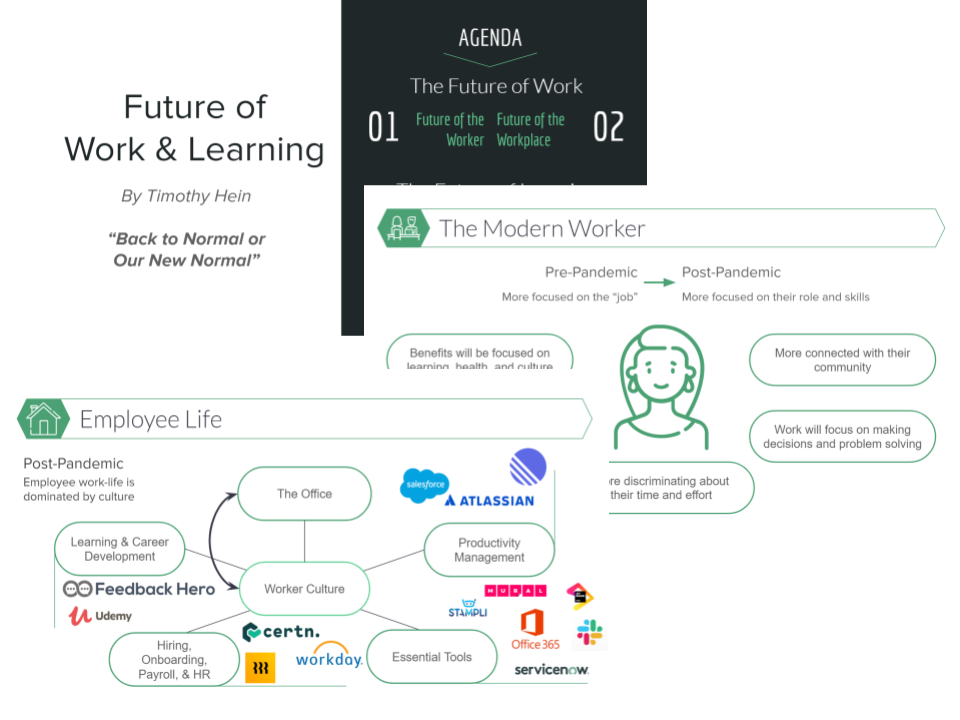 Future of
Work & Learning
By Timothy Hein
“Back to Normal or
Our New Normal”
AGENDA
The Future of Work
01
Future of the
Worker
Future of the
Workplace
02
The Modern Worker
Pre-Pandemic
More focused on the “job”
Post-Pandemic
More focused on their role and skills
Benefits will be focused on
learning, health, and culture
More connected with their
community
Work will focus on making
decisions and problem solving
re discriminating about
their time and effort
Employee Life
Post-Pandemic
Employee work-life is
dominated by culture
The Office
salesforce
ATLASSIAN
Learning & Career
Development
Productivity
Management
Worker Culture
Feedback Hero
Udemy
MURAL
STAMPLI
Office 365
servicenow
certn.
workday.
Hiring,
Onboarding,
Payroll, & HR
Essential Tools